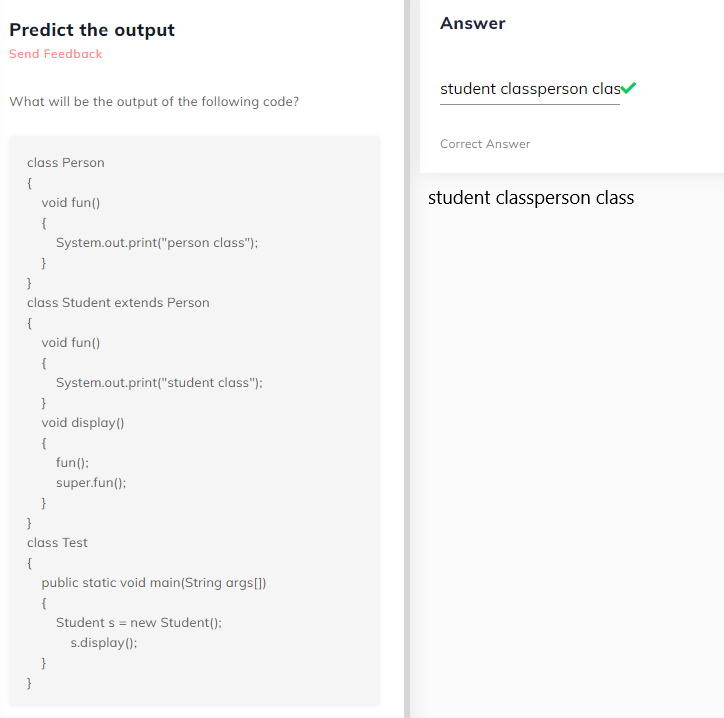 Predict the output
Send Feedback
What will be the output of the following code?
class Person
{
void fun()
{
System.out.print("person class");
}
}
class Student extends Person
{
void fun()
{
System.out.print("student class");
}
void display()
{
fun();
super.fun();
}
}
class Test
{
public static void main(String args[])
{
Student s = new Student();
s.display();
}
}
Answer
student classperson clas
Correct Answer
student classperson class